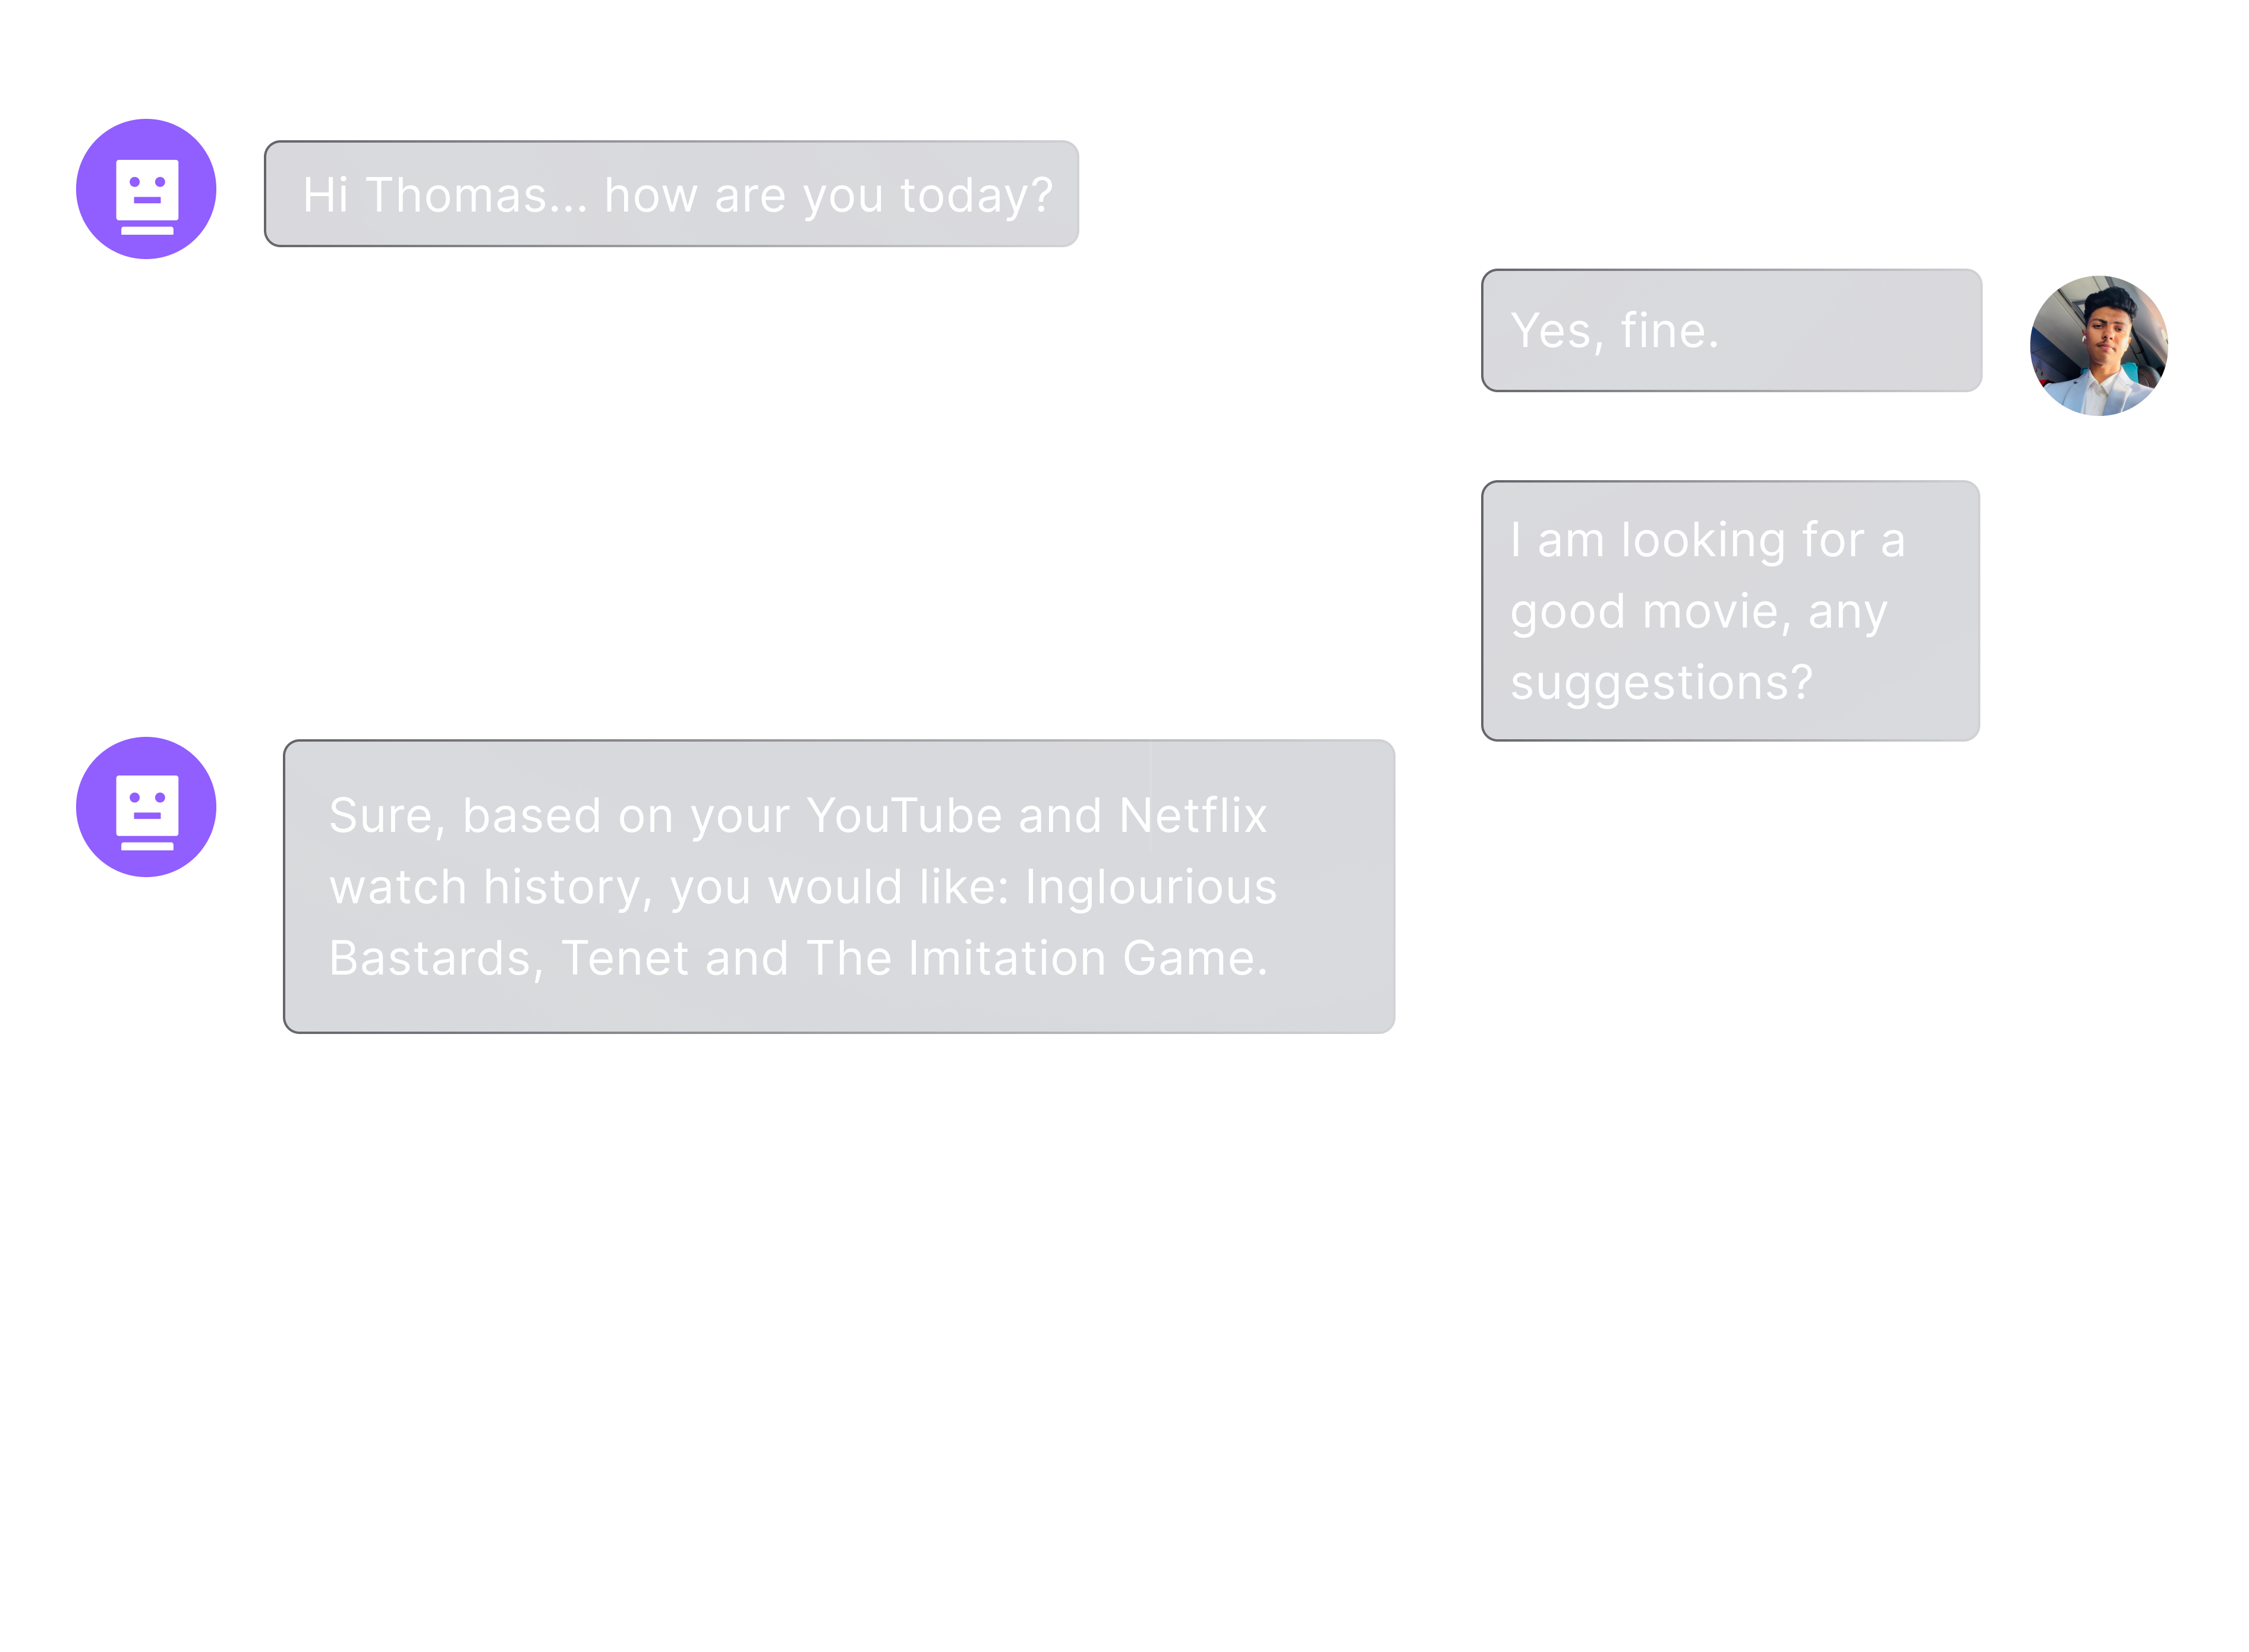 Hi Thomas... how are you today?
Yes, fine.
I am looking for a
good movie, any
suggestions?
Sure, based on your YouTube and Netflix
watch history, you would like: Inglourious
Bastards, Tenet and The Imitation Game.